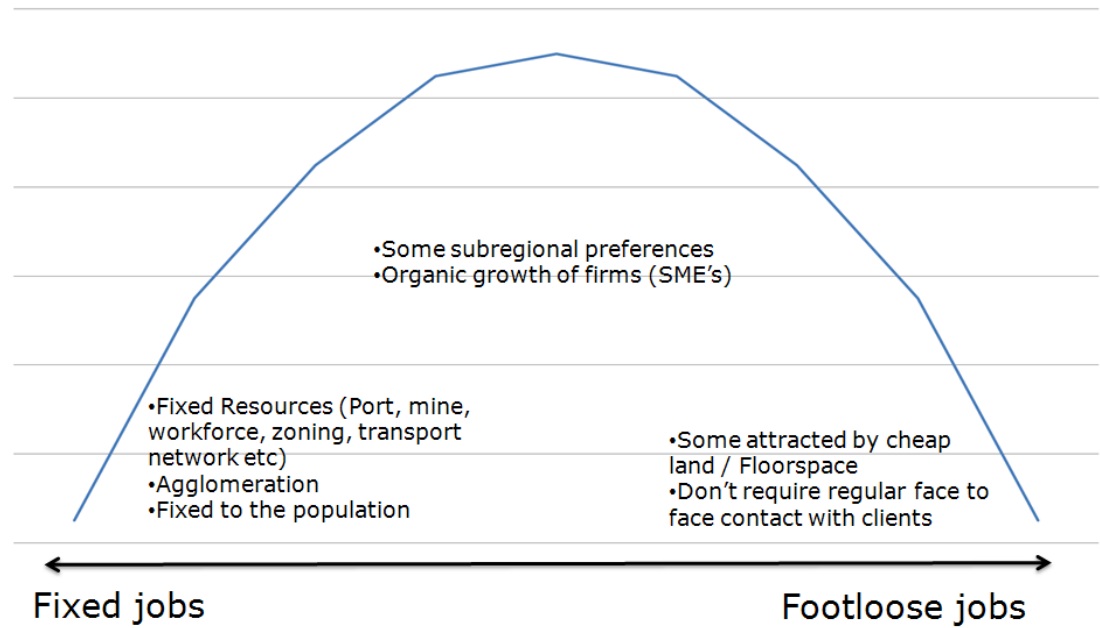 •Some subregional preferences
•Organic growth of firms (SME’s)
•Fixed Resources (Port, mine,
workforce, zoning, transport
network etc)
•Agglomeration
•Fixed to the population
•Some attracted by cheap
land / Floorspace
•Don’t require regular face to
face contact with clients
Fixed jobs
Footloose jobs